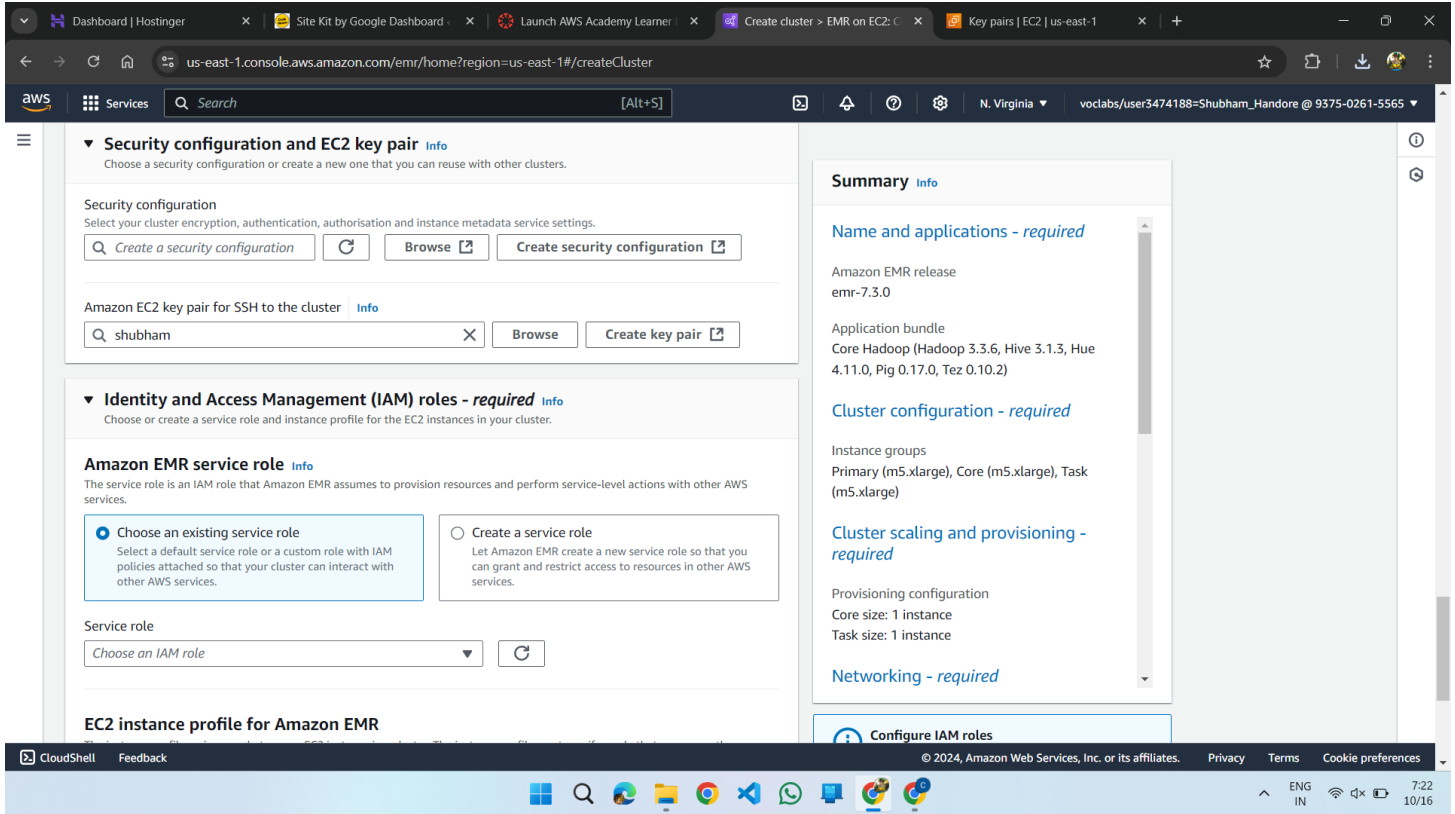 Dashboard | Hostinger
Site Kit by Google Dashboard
Launch AWS Academy Learner
Create cluster > EMR on EC2: C
Key pairs | EC2 | us-east-1
us-east-1.console.aws.amazon.com/emr/home?region=us-east-1#/createCluster
aws
Services
Search
[Alt+S]
N. Virginia
voclabs/user3474188=Shubham_Handore @ 9375-0261-5565
Security configuration and EC2 key pair Info
Choose a security configuration or create a new one that you can reuse with other clusters.
Security configuration
Select your cluster encryption, authentication, authorisation and instance metadata service settings.
Create a security configuration
Browse
Create security configuration
Amazon EC2 key pair for SSH to the cluster Info
shubham
Browse
Create key pair
Identity and Access Management (IAM) roles - required Info
Choose or create a service role and instance profile for the EC2 instances in your cluster.
Amazon EMR service role Info
The service role is an IAM role that Amazon EMR assumes to provision resources and perform service-level actions with other AWS
services.
Choose an existing service role
Select a default service role or a custom role with IAM
policies attached so that your cluster can interact with
other AWS services.
Create a service role
Let Amazon EMR create a new service role so that you
can grant and restrict access to resources in other AWS
services.
Service role
Choose an IAM role
EC2 instance profile for Amazon EMR
Summary Info
Name and applications - required
Amazon EMR release
emr-7.3.0
Application bundle
Core Hadoop (Hadoop 3.3.6, Hive 3.1.3, Hue
4.11.0, Pig 0.17.0, Tez 0.10.2)
Cluster configuration - required
Instance groups
Primary (m5.xlarge), Core (m5.xlarge), Task
(m5.xlarge)
Cluster scaling and provisioning -
required
Provisioning configuration
Core size: 1 instance
Task size: 1 instance
Networking - required
Configure IAM roles
CloudShell
Feedback
© 2024, Amazon Web Services, Inc. or its affiliates.
Privacy
Terms
Cookie preferences
ENG
IN
7:22
10/16